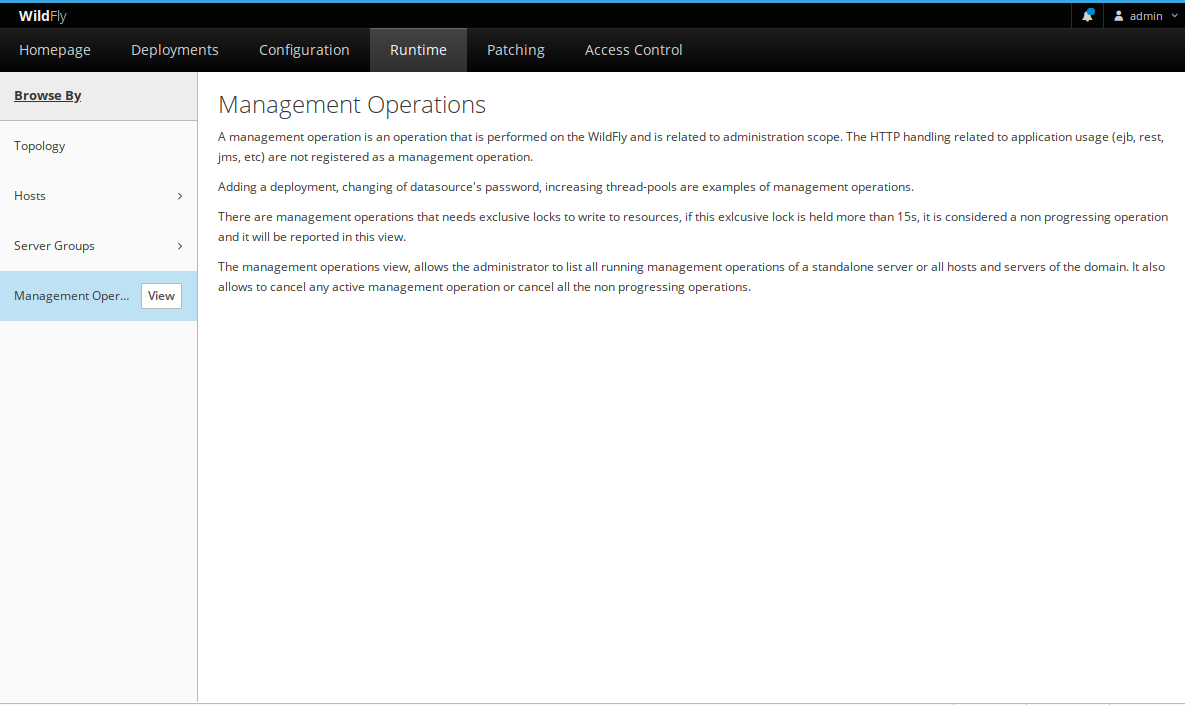 WildFly
admin
Homepage Deployments Configuration Runtime Patching Access Control
Browse By
Topology
Hosts
Server Groups
Management Oper... View
Management Operations
A management operation is an operation that is performed on the WildFly and is related to administration scope. The HTTP handling related to application usage (ejb, rest,
jms, etc) are not registered as a management operation.
Adding a deployment, changing of datasource's password, increasing thread-pools are examples of management operations.
There are management operations that needs exclusive locks to write to resources, if this exlcusive lock is held more than 15s, it is considered a non progressing operation
and it will be reported in this view.
The management operations view, allows the administrator to list all running management operations of a standalone server or all hosts and servers of the domain. It also
allows to cancel any active management operation or cancel all the non progressing operations.